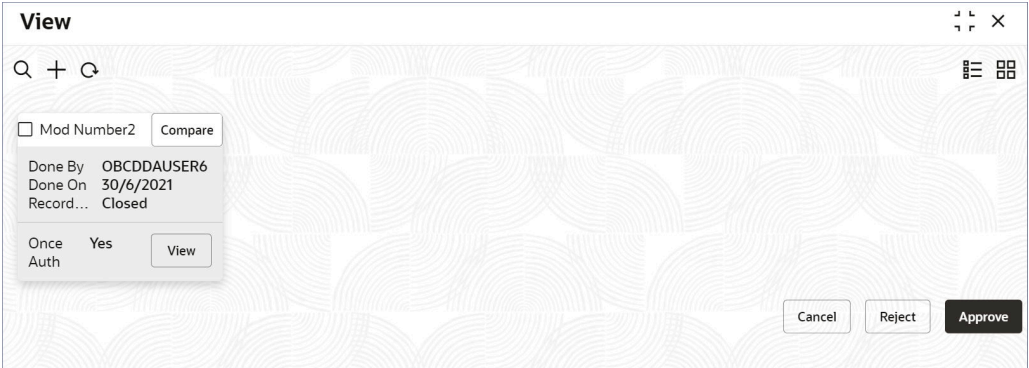 View
Mod Number2 Compare
Done By OBCDDAUSER6
Done On 30/6/2021
Record... Closed
Once Auth Yes View
Cancel Reject Approve